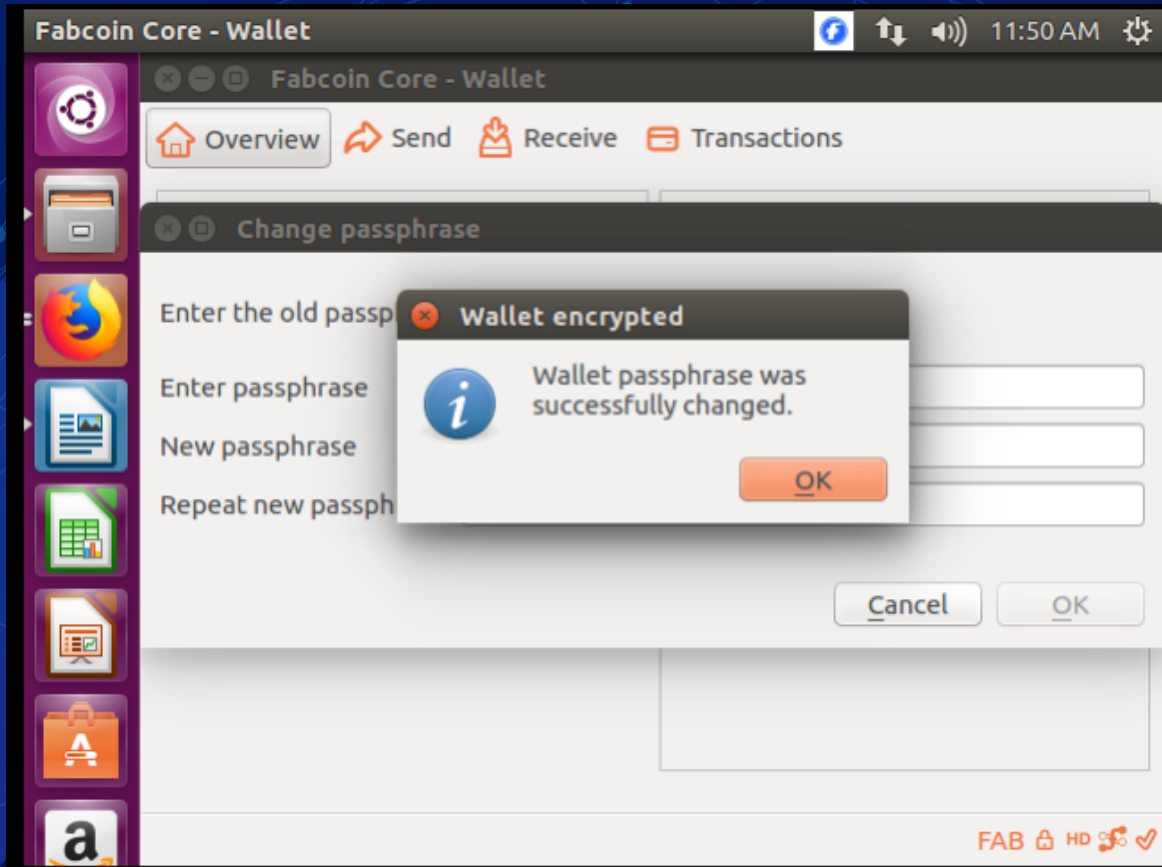 Fabcoin Core - Wallet
11:50 AM
Fabcoin Core - Wallet
Overview
Send
Receive
Transactions
Change passphrase
Enter the old passp
Wallet encrypted
Wallet passphrase was
successfully changed.
OK
Enter passphrase
New passphrase
Repeat new passph
Cancel
OK
FAB
HD